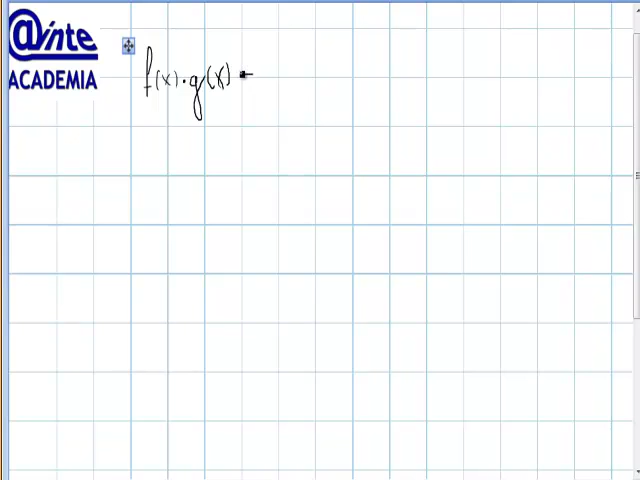 @inte
ACADEMIA
f(x)·g(x) =